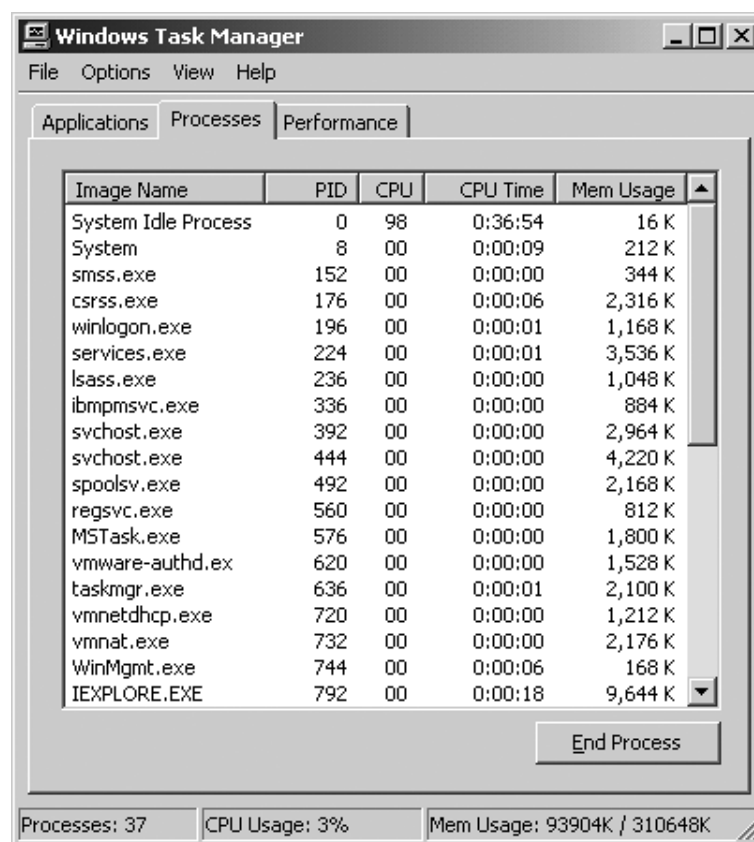 Windows Task Manager
File Options View Help
Applications Processes Performance
Image Name PID CPU CPU Time Mem Usage
System Idle Process 0 98 0:36:54 16 K
System 8 00 0:00:09 212 K
smss.exe 152 00 0:00:00 344 K
csrss.exe 176 00 0:00:06 2,316 K
winlogon.exe 196 00 0:00:01 1,168 K
services.exe 224 00 0:00:01 3,536 K
lsass.exe 236 00 0:00:00 1,048 K
ibmpmsvc.exe 336 00 0:00:00 884 K
svchost.exe 392 00 0:00:00 2,964 K
svchost.exe 444 00 0:00:00 4,220 K
spoolsv.exe 492 00 0:00:00 2,168 K
regsvc.exe 560 00 0:00:00 812 K
MSTask.exe 576 00 0:00:00 1,800 K
vmware-authd.ex 620 00 0:00:00 1,528 K
taskmgr.exe 636 00 0:00:01 2,100 K
vmnetdhcp.exe 720 00 0:00:00 1,212 K
vmnat.exe 732 00 0:00:00 2,176 K
WinMgmt.exe 744 00 0:00:06 168 K
IEXPLORE.EXE 792 00 0:00:18 9,644 K
End Process
Processes: 37 CPU Usage: 3% Mem Usage: 93904K / 310648K